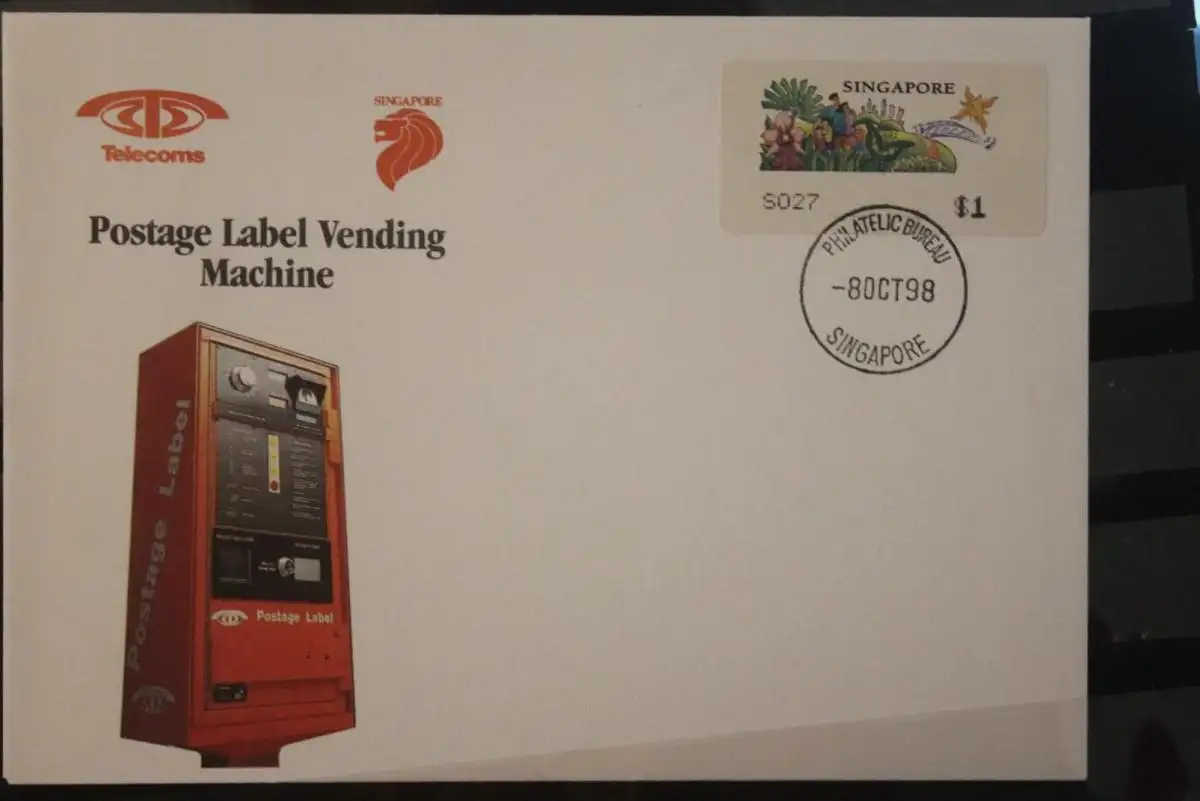 Telecoms
SINGAPORE
Postage Label Vending
Machine
SINGAPORE
S027
$1
PHILATELIC BUREAU
-8OCT98
SINGAPORE
Postage Label
Postage Label